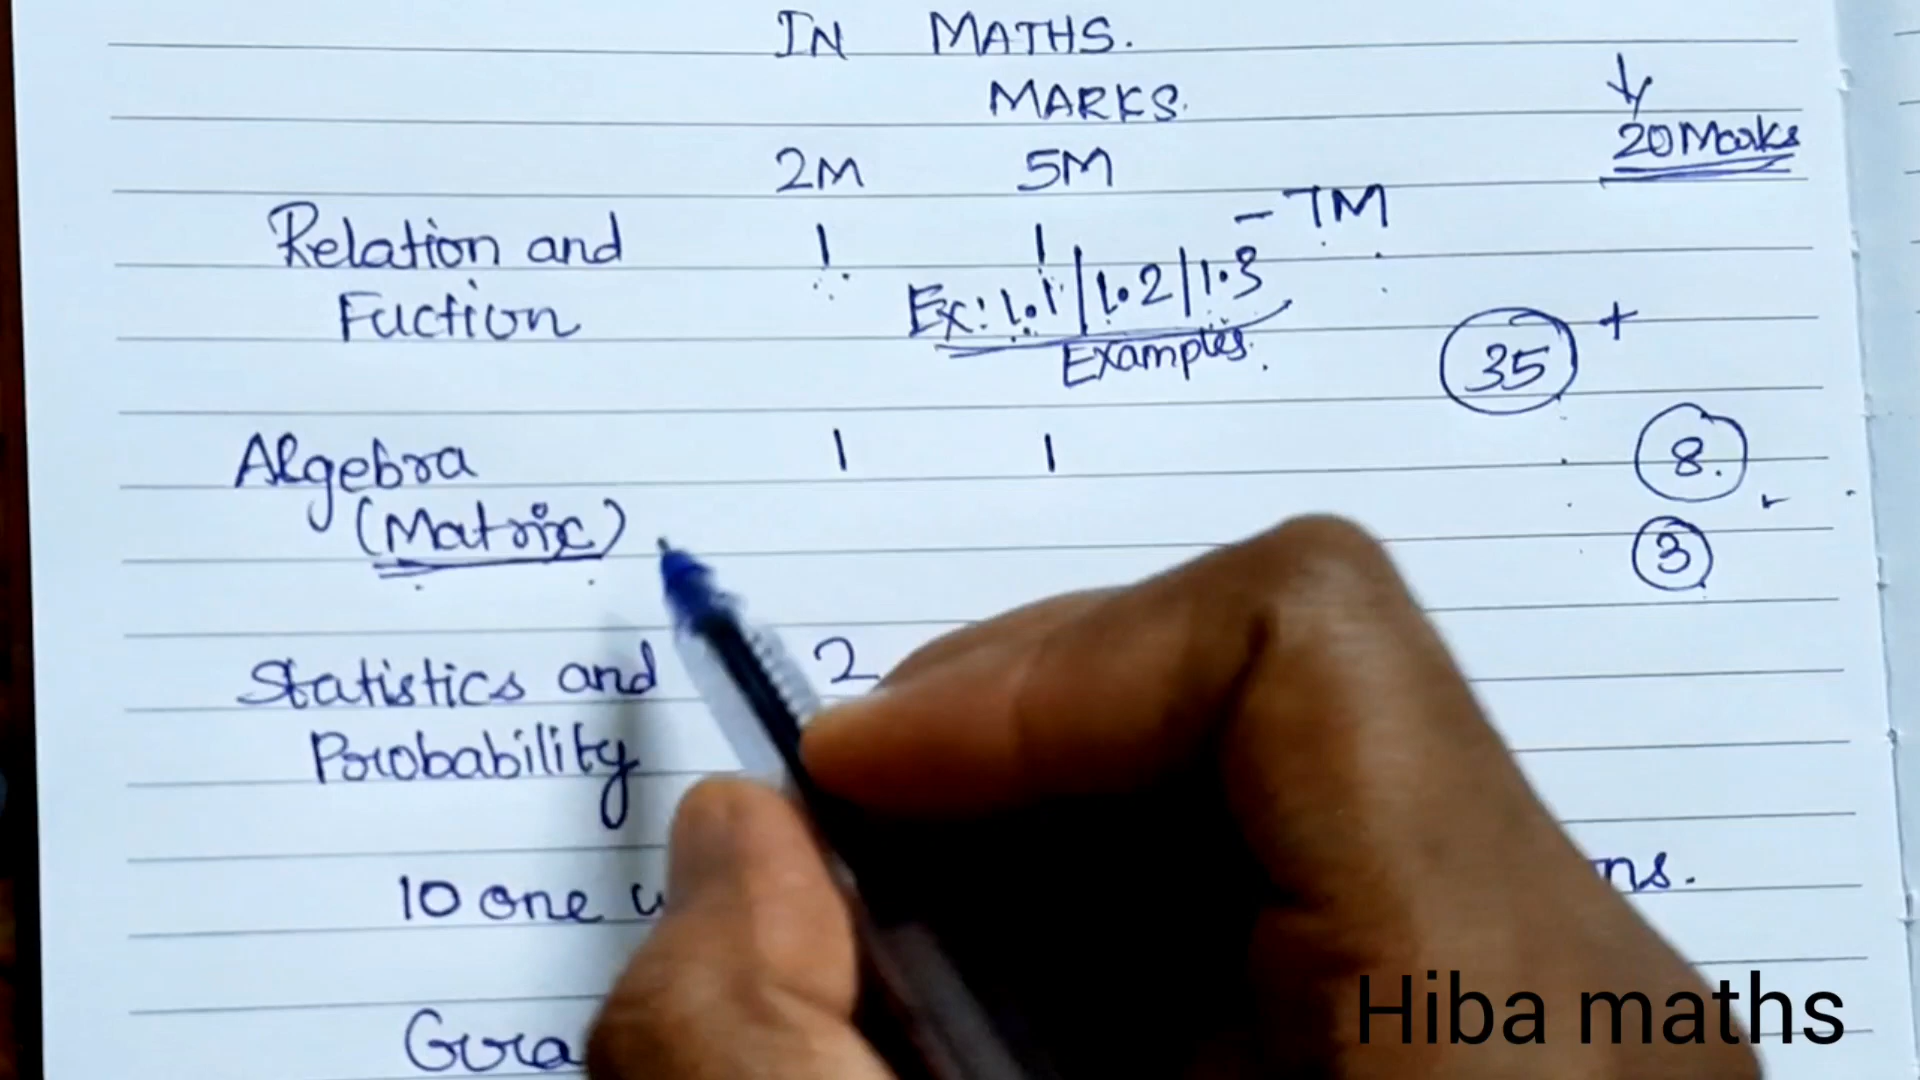 IN MATHS.
MARKS.
20 Marks
2M 5M
- 7M
Relation and 1 1
Fuction Ex: 1.1/1.2/1.3
Examples.
35 +
Algebra 1 1 8.
(Matric) 3
Statistics and 2
Probability
10 one
Hiba maths